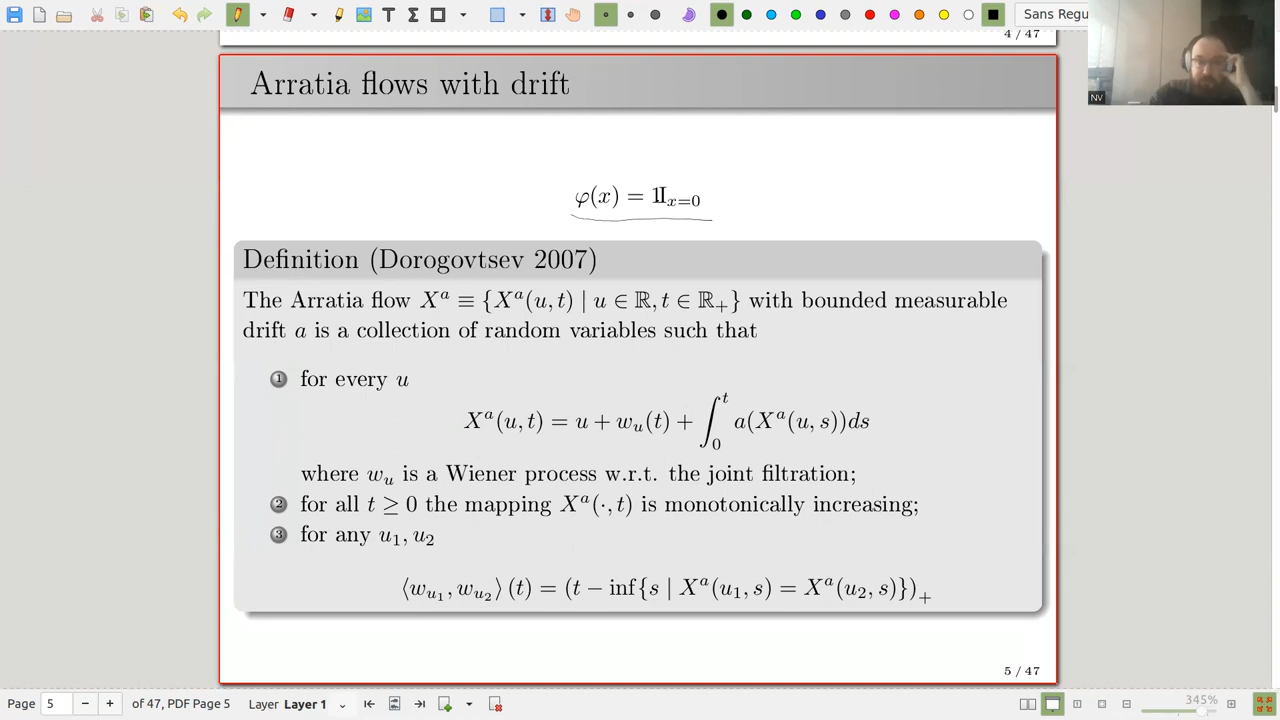 Sans Regu
4 / 47
NV
Arratia flows with drift
φ(x) = 1I_{x=0}
Definition (Dorogovtsev 2007)
The Arratia flow X^a ≡ {X^a(u, t) | u ∈ ℝ, t ∈ ℝ_+} with bounded measurable
drift a is a collection of random variables such that
1 for every u
X^a(u, t) = u + w_u(t) + ∫_0^t a(X^a(u, s))ds
where w_u is a Wiener process w.r.t. the joint filtration;
2 for all t ≥ 0 the mapping X^a(·, t) is monotonically increasing;
3 for any u_1, u_2
⟨w_{u_1}, w_{u_2}⟩ (t) = (t − inf{s | X^a(u_1, s) = X^a(u_2, s)})_+
5 / 47
Page 5 − + of 47, PDF Page 5 Layer Layer 1 345%